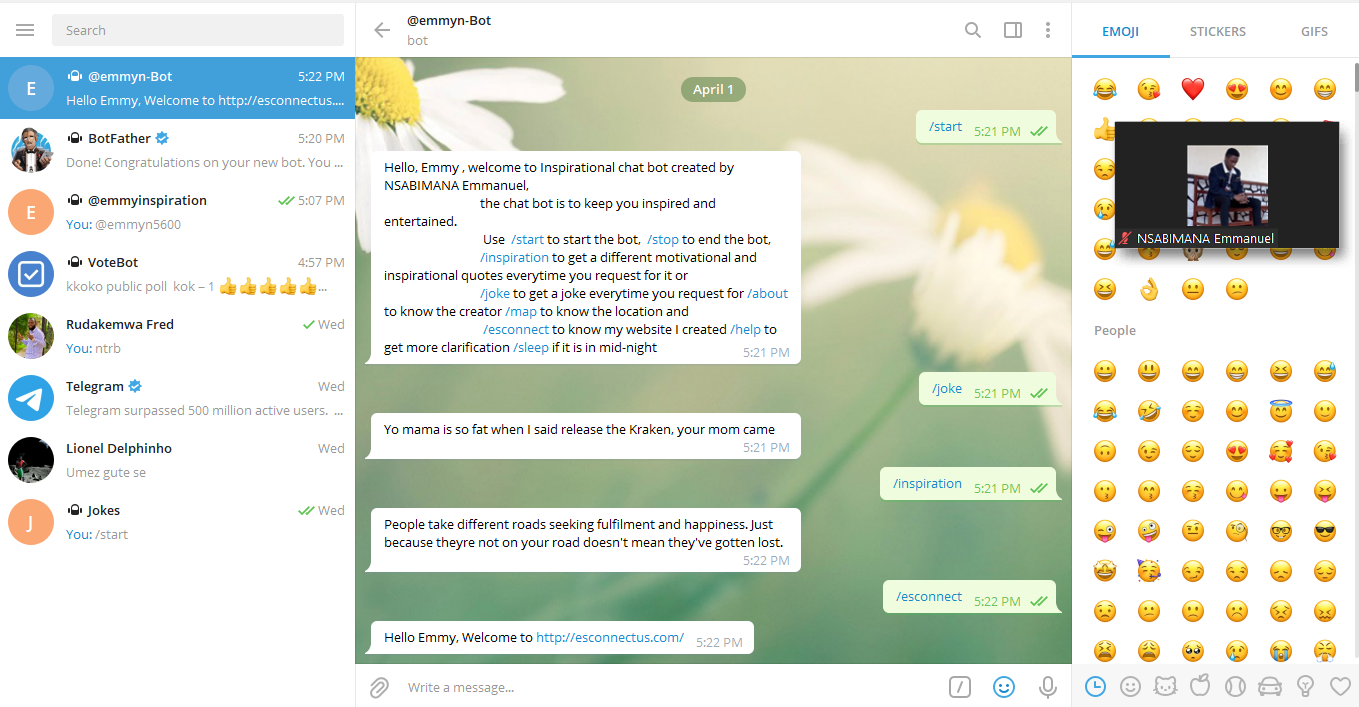 Search
E
@emmyn-Bot 5:22 PM
Hello Emmy, Welcome to http://esconnectus....
BotFather 5:20 PM
Done! Congratulations on your new bot. You ...
E
@emmyinspiration 5:07 PM
You: @emmyn5600
VoteBot 4:57 PM
kkoko public poll kok – 1 👍👍👍👍👍...
Rudakemwa Fred Wed
You: ntrb
Telegram Wed
Telegram surpassed 500 million active users. ...
Lionel Delphinho Wed
Umez gute se
J
Jokes Wed
You: /start
@emmyn-Bot
bot
April 1
/start 5:21 PM
Hello, Emmy , welcome to Inspirational chat bot created by
NSABIMANA Emmanuel,
the chat bot is to keep you inspired and
entertained.
Use /start to start the bot, /stop to end the bot,
/inspiration to get a different motivational and
inspirational quotes everytime you request for it or
/joke to get a joke everytime you request for /about
to know the creator /map to know the location and
/esconnect to know my website I created /help to
get more clarification /sleep if it is in mid-night 5:21 PM
/joke 5:21 PM
Yo mama is so fat when I said release the Kraken, your mom came
5:21 PM
/inspiration 5:21 PM
People take different roads seeking fulfilment and happiness. Just
because theyre not on your road doesn't mean they've gotten lost.
5:22 PM
/esconnect 5:22 PM
Hello Emmy, Welcome to http://esconnectus.com/ 5:22 PM
Write a message...
EMOJI STICKERS GIFS
NSABIMANA Emmanuel
People